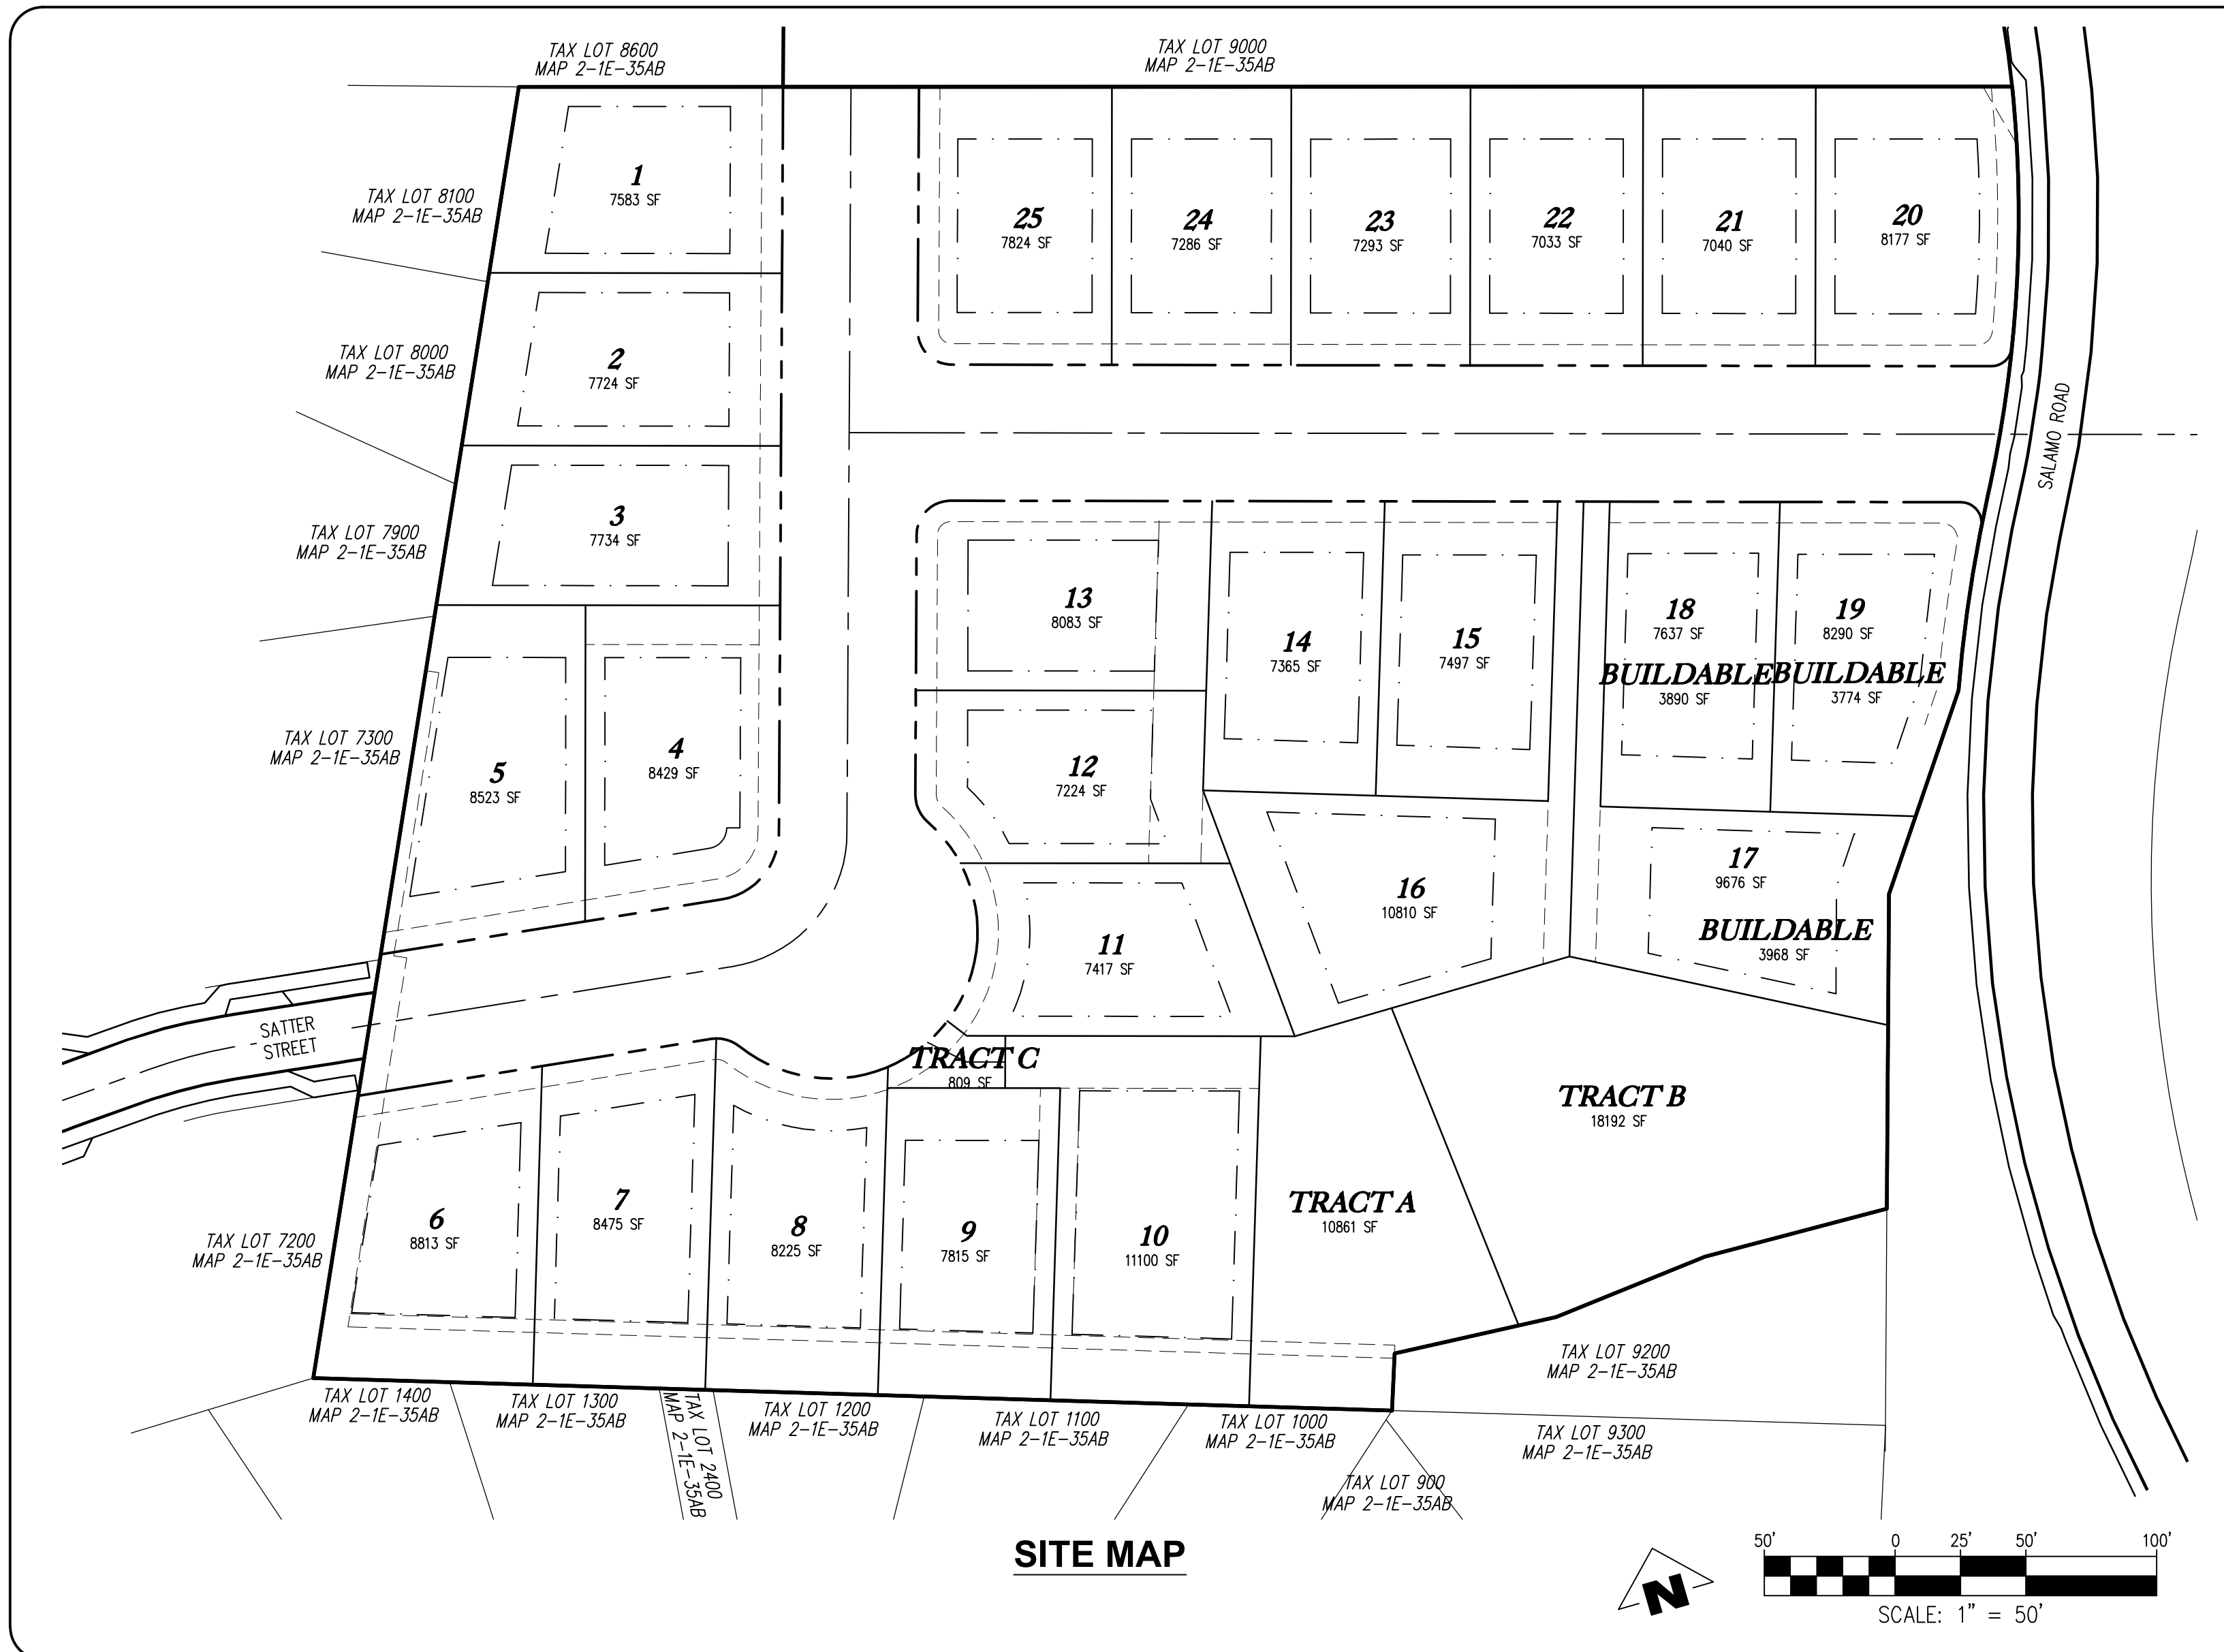 TAX LOT 8600
MAP 2-1E-35AB
TAX LOT 9000
MAP 2-1E-35AB
TAX LOT 8100
MAP 2-1E-35AB
1
7583 SF
25
7824 SF
24
7286 SF
23
7293 SF
22
7033 SF
21
7040 SF
20
8177 SF
TAX LOT 8000
MAP 2-1E-35AB
2
7724 SF
SALAMO ROAD
TAX LOT 7900
MAP 2-1E-35AB
3
7734 SF
13
8083 SF
14
7365 SF
15
7497 SF
18
7637 SF
BUILDABLE
3890 SF
19
8290 SF
BUILDABLE
3774 SF
TAX LOT 7300
MAP 2-1E-35AB
5
8523 SF
4
8429 SF
12
7224 SF
11
7417 SF
16
10810 SF
17
9676 SF
BUILDABLE
3968 SF
SATTER
STREET
TRACT C
809 SF
TRACT B
18192 SF
TRACT A
10861 SF
TAX LOT 7200
MAP 2-1E-35AB
6
8813 SF
7
8475 SF
8
8225 SF
9
7815 SF
10
11100 SF
TAX LOT 9200
MAP 2-1E-35AB
TAX LOT 1400
MAP 2-1E-35AB
TAX LOT 1300
MAP 2-1E-35AB
TAX LOT 2400
MAP 2-1E-35AB
TAX LOT 1200
MAP 2-1E-35AB
TAX LOT 1100
MAP 2-1E-35AB
TAX LOT 1000
MAP 2-1E-35AB
TAX LOT 9300
MAP 2-1E-35AB
TAX LOT 900
MAP 2-1E-35AB
SITE MAP
N
50' 0 25' 50' 100'
SCALE: 1" = 50'